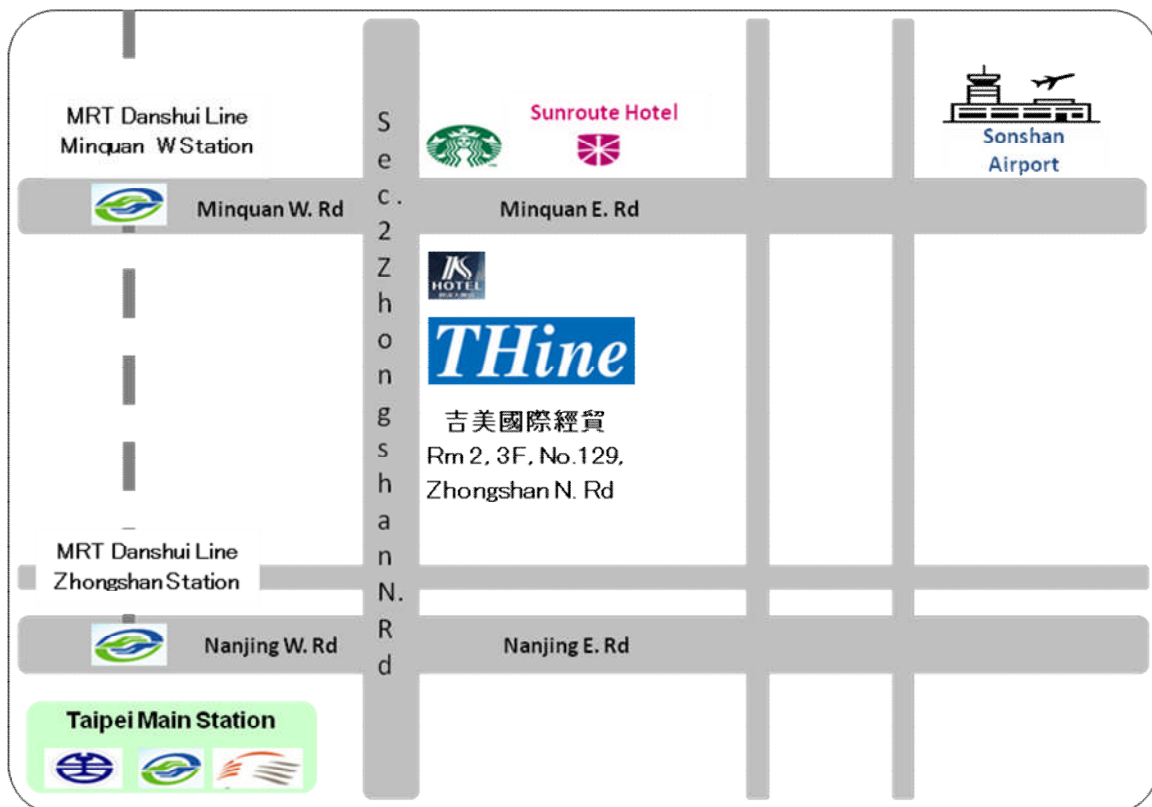 MRT Danshui Line
Minquan W Station
Sec.2 Zhongshan N. Rd
Sunroute Hotel
Sonshan
Airport
Minquan W. Rd
Minquan E. Rd
HOTEL
THine
吉美國際經貿
Rm 2, 3F, No.129,
Zhongshan N. Rd
MRT Danshui Line
Zhongshan Station
Nanjing W. Rd
Nanjing E. Rd
Taipei Main Station